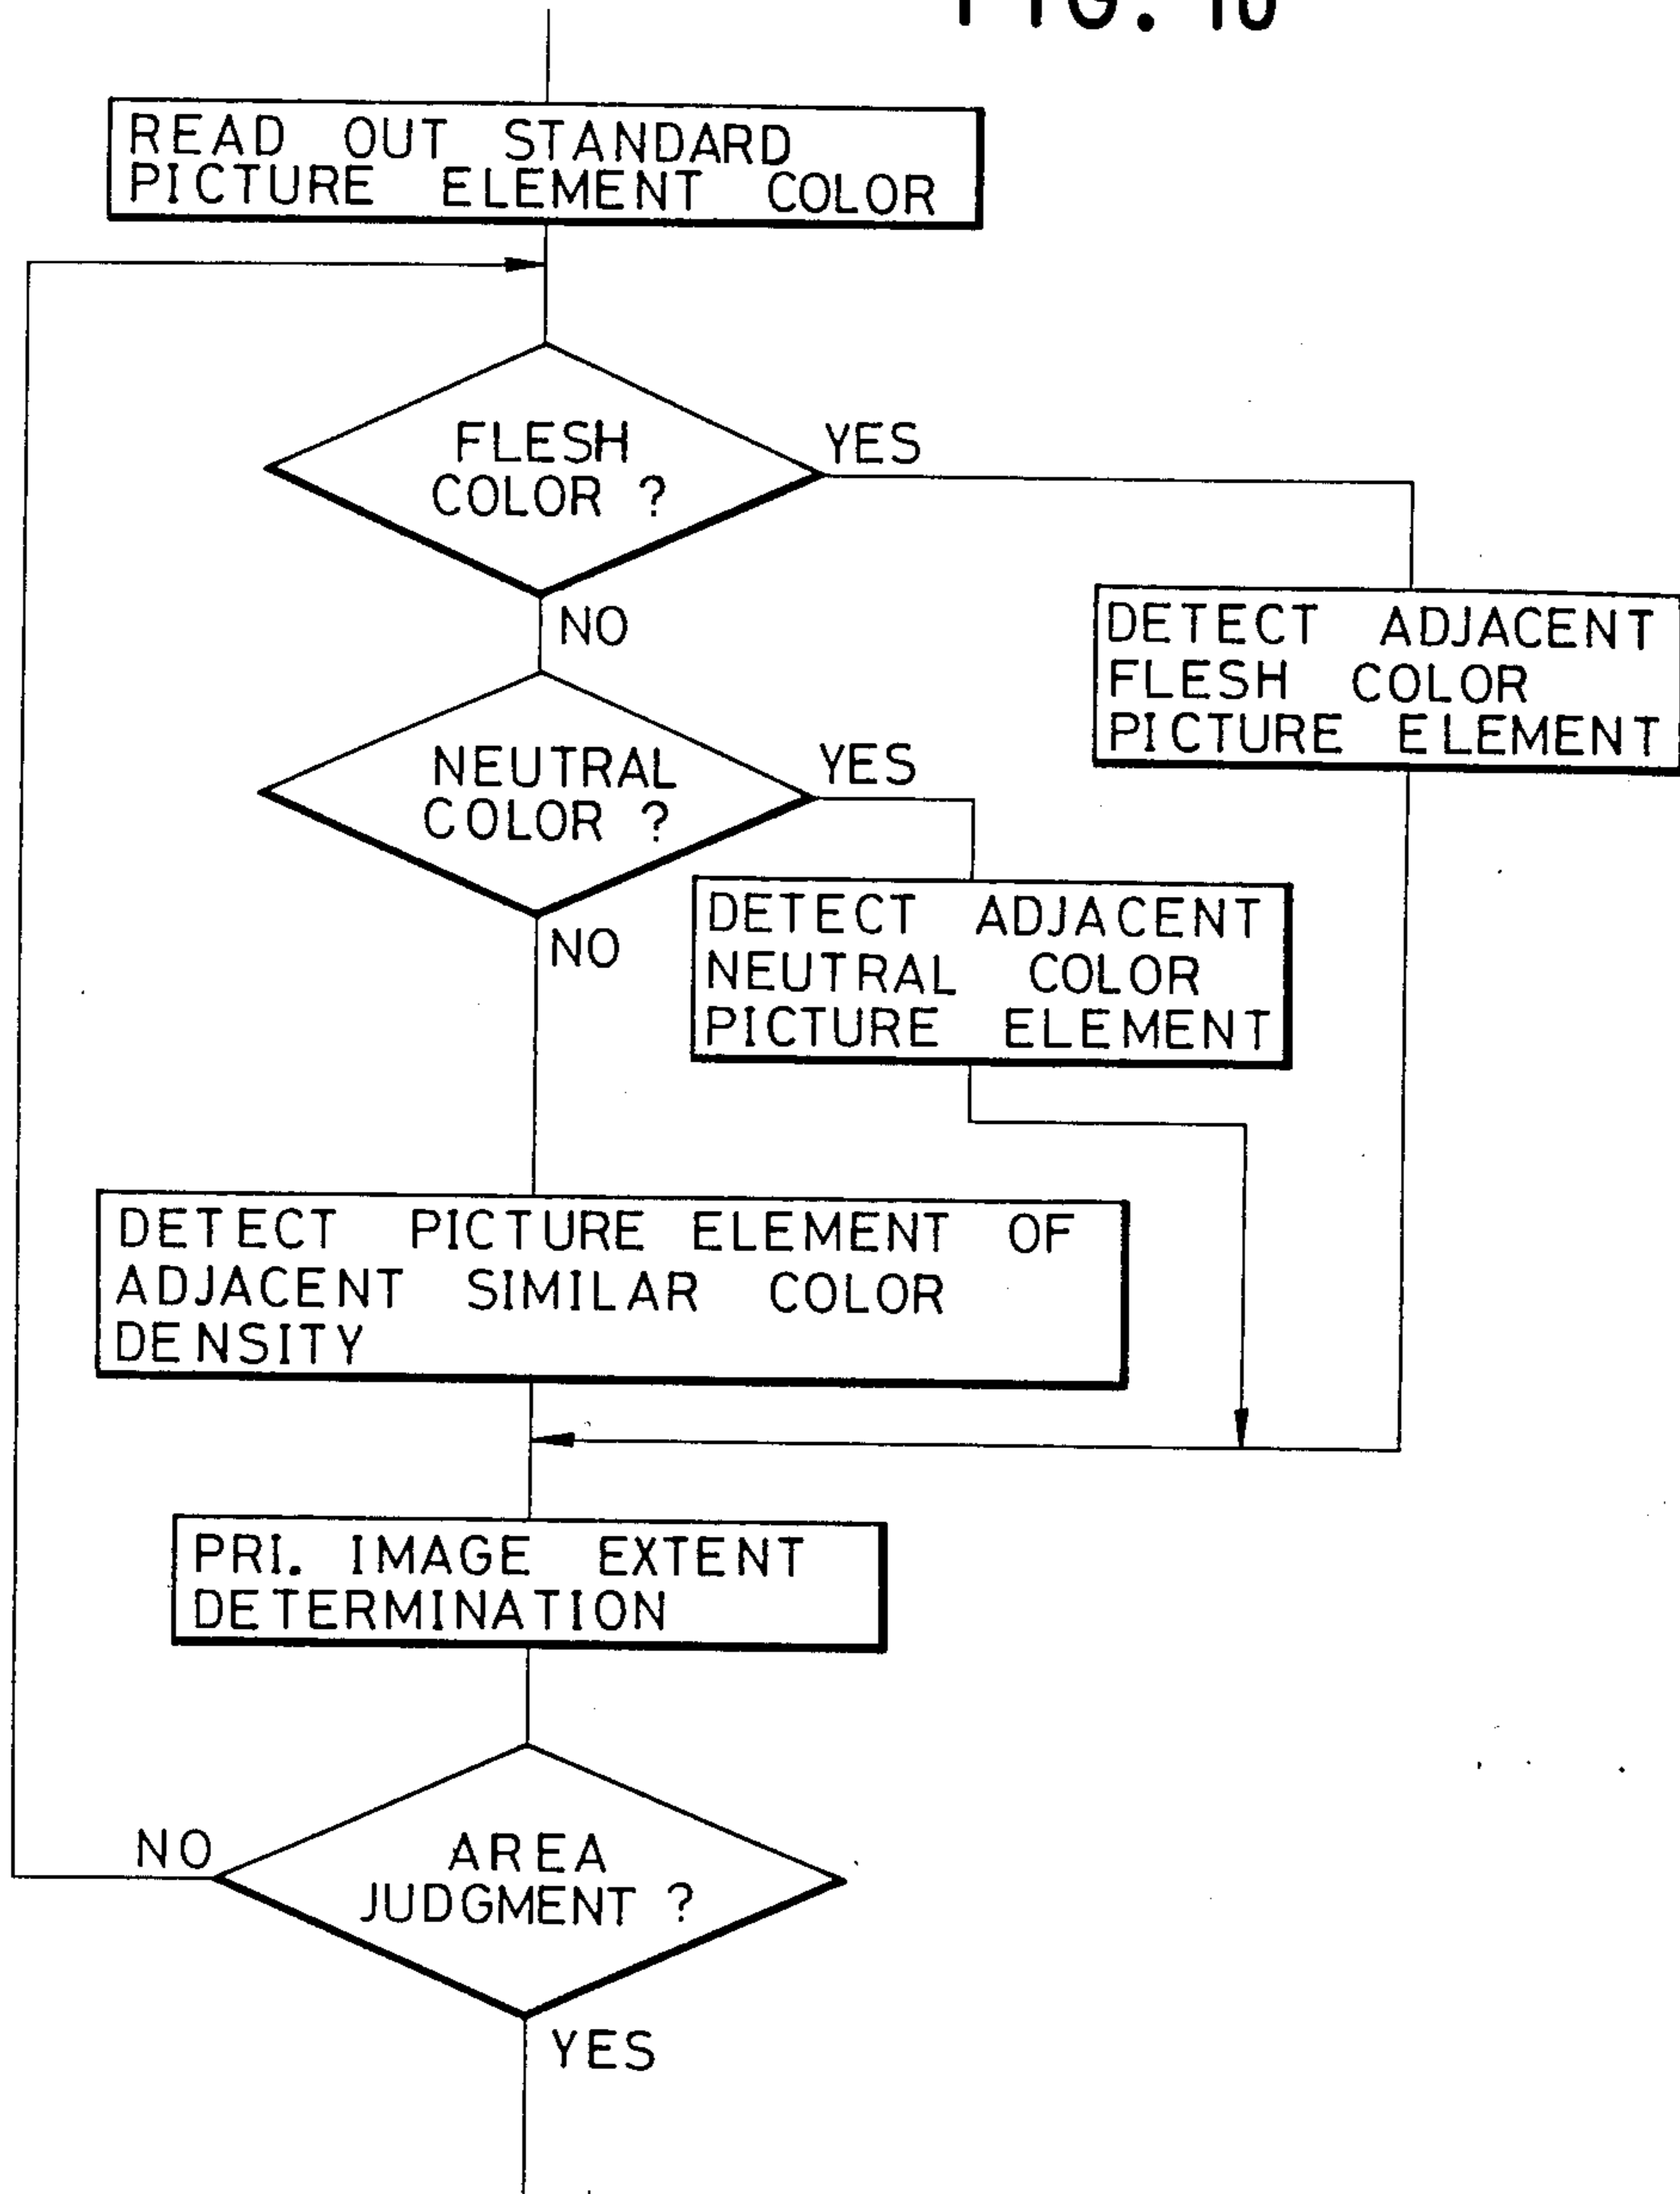 FIG.
READ OUT STANDARD
PICTURE ELEMENT COLOR
FLESH
COLOR ?
YES
NO
DETECT ADJACENT
FLESH COLOR
PICTURE ELEMENT
NEUTRAL
COLOR ?
YES
NO
DETECT ADJACENT
NEUTRAL COLOR
PICTURE ELEMENT
DETECT PICTURE ELEMENT OF
ADJACENT SIMILAR COLOR
DENSITY
PRI. IMAGE EXTENT
DETERMINATION
NO
AREA
JUDGMENT ?
YES